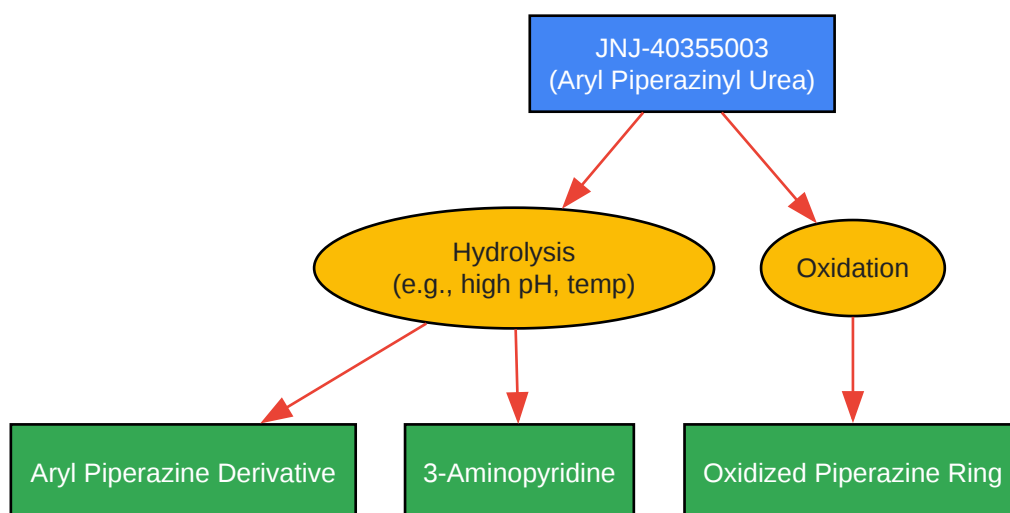 JNJ-40355003
(Aryl Piperazinyl Urea)
Hydrolysis
(e.g., high pH, temp)
Oxidation
Aryl Piperazine Derivative
3-Aminopyridine
Oxidized Piperazine Ring